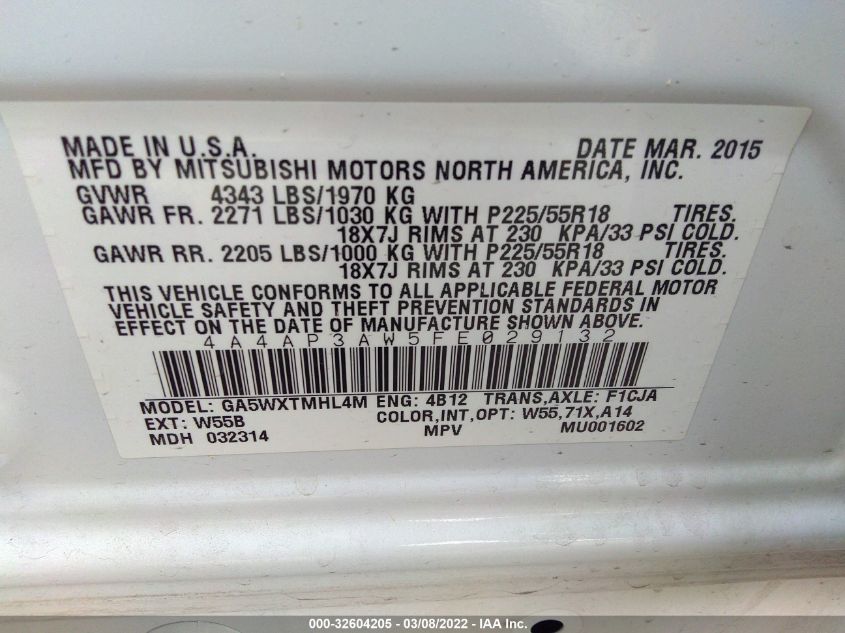 MADE IN U.S.A. DATE MAR. 2015
MFD BY MITSUBISHI MOTORS NORTH AMERICA, INC.
GVWR 4343 LBS/1970 KG
GAWR FR. 2271 LBS/1030 KG WITH P225/55R18 TIRES.
18X7J RIMS AT 230 KPA/33 PSI COLD.
GAWR RR. 2205 LBS/1000 KG WITH P225/55R18 TIRES.
18X7J RIMS AT 230 KPA/33 PSI COLD.
THIS VEHICLE CONFORMS TO ALL APPLICABLE FEDERAL MOTOR
VEHICLE SAFETY AND THEFT PREVENTION STANDARDS IN
EFFECT ON THE DATE OF MANUFACTURE SHOWN ABOVE.
4A4AP3AW5FE029132
MODEL: GA5WXTMHL4M ENG: 4B12 TRANS,AXLE: F1CJA
EXT: W55B COLOR,INT,OPT: W55,71X,A14
MDH 032314 MPV MU001602
000-32604205 - 03/08/2022 - IAA Inc.